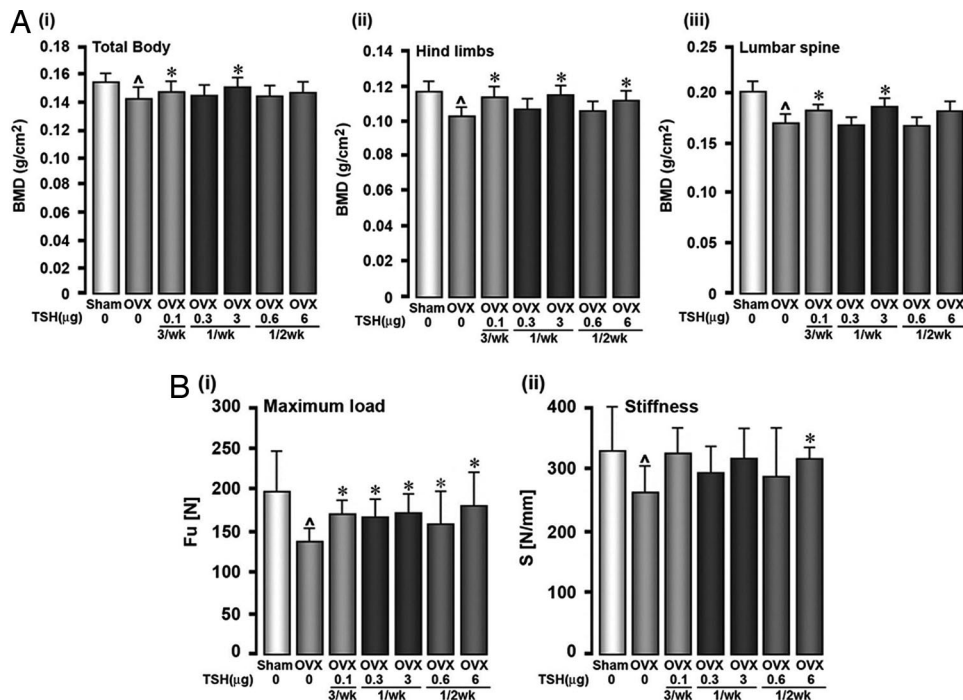 A (i) (ii) (iii)
Total Body
BMD (g/cm2)
0.18
0.16
0.14
0.12
0.10
0.08
0.06
0.04
0.02
0
^ * *
Sham OVX OVX OVX OVX OVX OVX
TSH(μg) 0 0 0.1 0.3 3 0.6 6
3/wk 1/wk 1/2wk
Hind limbs
BMD (g/cm2)
0.14
0.12
0.10
0.08
0.06
0.04
0.02
0
^ * * *
Sham OVX OVX OVX OVX OVX OVX
TSH(μg) 0 0 0.1 0.3 3 0.6 6
3/wk 1/wk 1/2wk
Lumbar spine
BMD (g/cm2)
0.25
0.20
0.15
0.10
0.05
0
^ * *
Sham OVX OVX OVX OVX OVX OVX
TSH(μg) 0 0 0.1 0.3 3 0.6 6
3/wk 1/wk 1/2wk
B (i) (ii)
Maximum load
Fu [N]
300
250
200
150
100
50
0
^ * * * * *
Sham OVX OVX OVX OVX OVX OVX
TSH(μg) 0 0 0.1 0.3 3 0.6 6
3/wk 1/wk 1/2wk
Stiffness
S [N/mm]
400
300
200
100
0
^ *
Sham OVX OVX OVX OVX OVX OVX
TSH(μg) 0 0 0.1 0.3 3 0.6 6
3/wk 1/wk 1/2wk